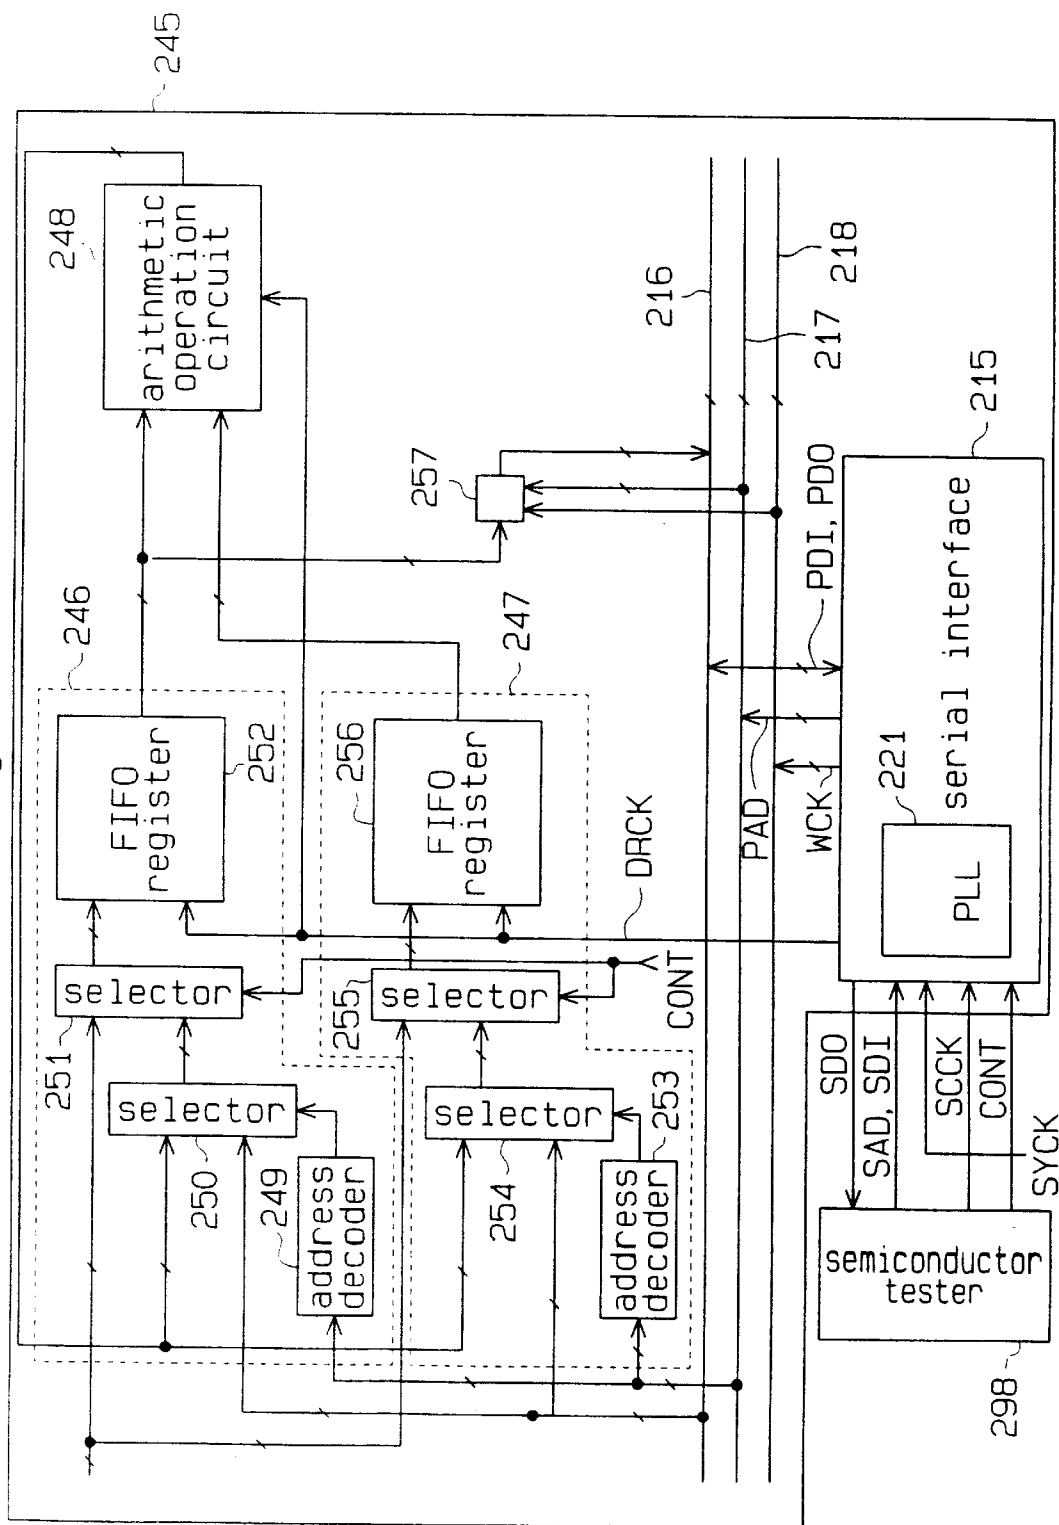 245
248
arithmetic
operation
circuit
246
FIFO
register
252
251
selector
selector
250
249
address
decoder
247
256
FIFO
register
255
selector
selector
254
253
address
decoder
257
216
217
218
DRCK
CONT
PAD
WCK
PDI, PDO
215
serial interface
221
PLL
SDO
SAD, SDI
SCCK
CONT
SYCK
semiconductor
tester
298